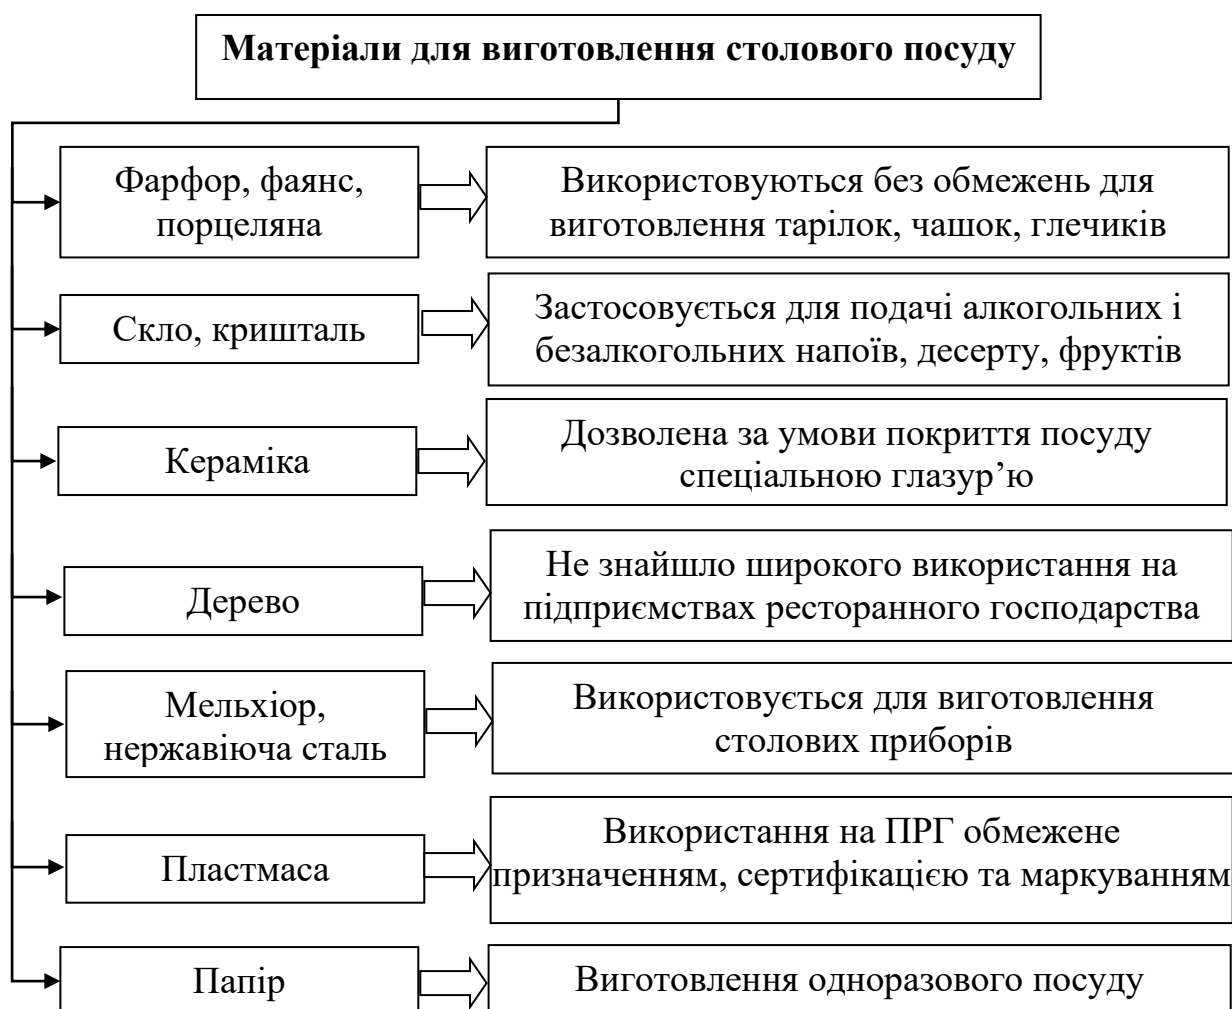 Матеріали для виготовлення столового посуду
Фарфор, фаянс,
порцеляна
Використовуються без обмежень для
виготовлення тарілок, чашок, глечиків
Скло, кришталь
Застосовується для подачі алкогольних і
безалкогольних напоїв, десерту, фруктів
Кераміка
Дозволена за умови покриття посуду
спеціальною глазур’ю
Дерево
Не знайшло широкого використання на
підприємствах ресторанного господарства
Мельхіор,
нержавіюча сталь
Використовується для виготовлення
столових приборів
Пластмаса
Використання на ПРГ обмежене
призначенням, сертифікацією та маркуванням
Папір
Виготовлення одноразового посуду